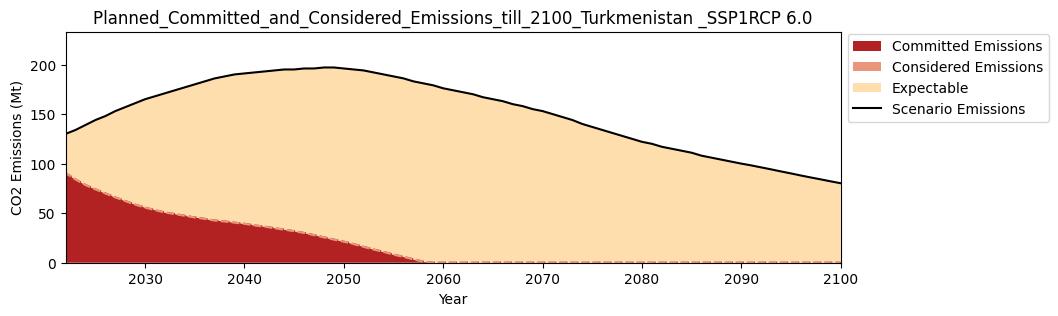 Planned_Committed_and_Considered_Emissions_till_2100_Turkmenistan _SSP1RCP 6.0
Committed Emissions
Considered Emissions
Expectable
Scenario Emissions
CO2 Emissions (Mt)
200
150
100
50
0
2030 2040 2050 2060 2070 2080 2090 2100
Year